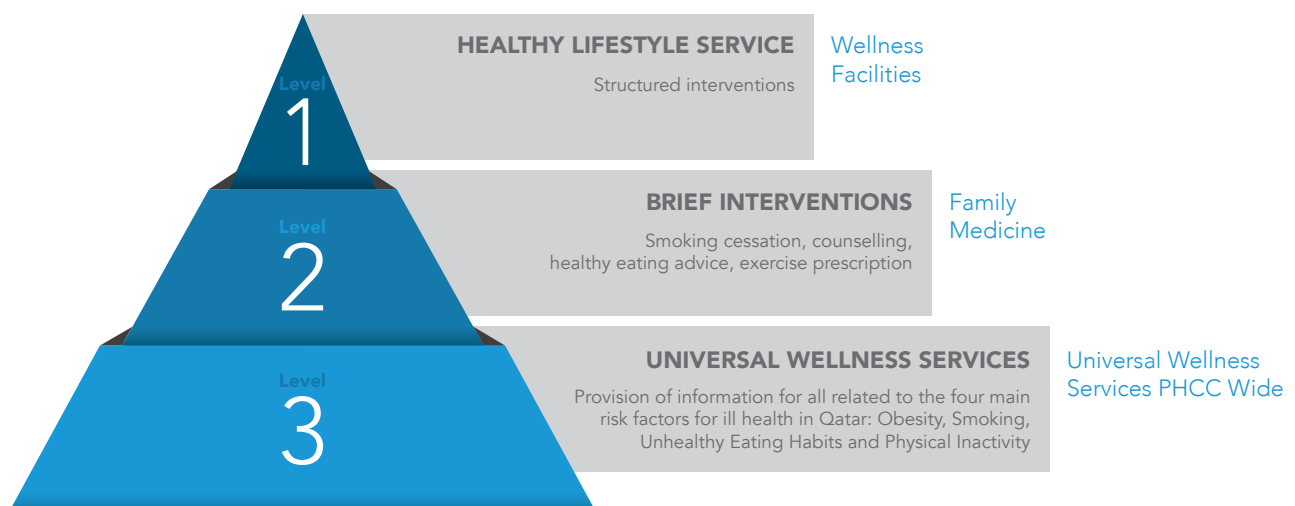 Level
1
HEALTHY LIFESTYLE SERVICE
Structured interventions
Wellness
Facilities
Level
2
BRIEF INTERVENTIONS
Smoking cessation, counselling,
healthy eating advice, exercise prescription
Family
Medicine
Level
3
UNIVERSAL WELLNESS SERVICES
Provision of information for all related to the four main
risk factors for ill health in Qatar: Obesity, Smoking,
Unhealthy Eating Habits and Physical Inactivity
Universal Wellness
Services PHCC Wide